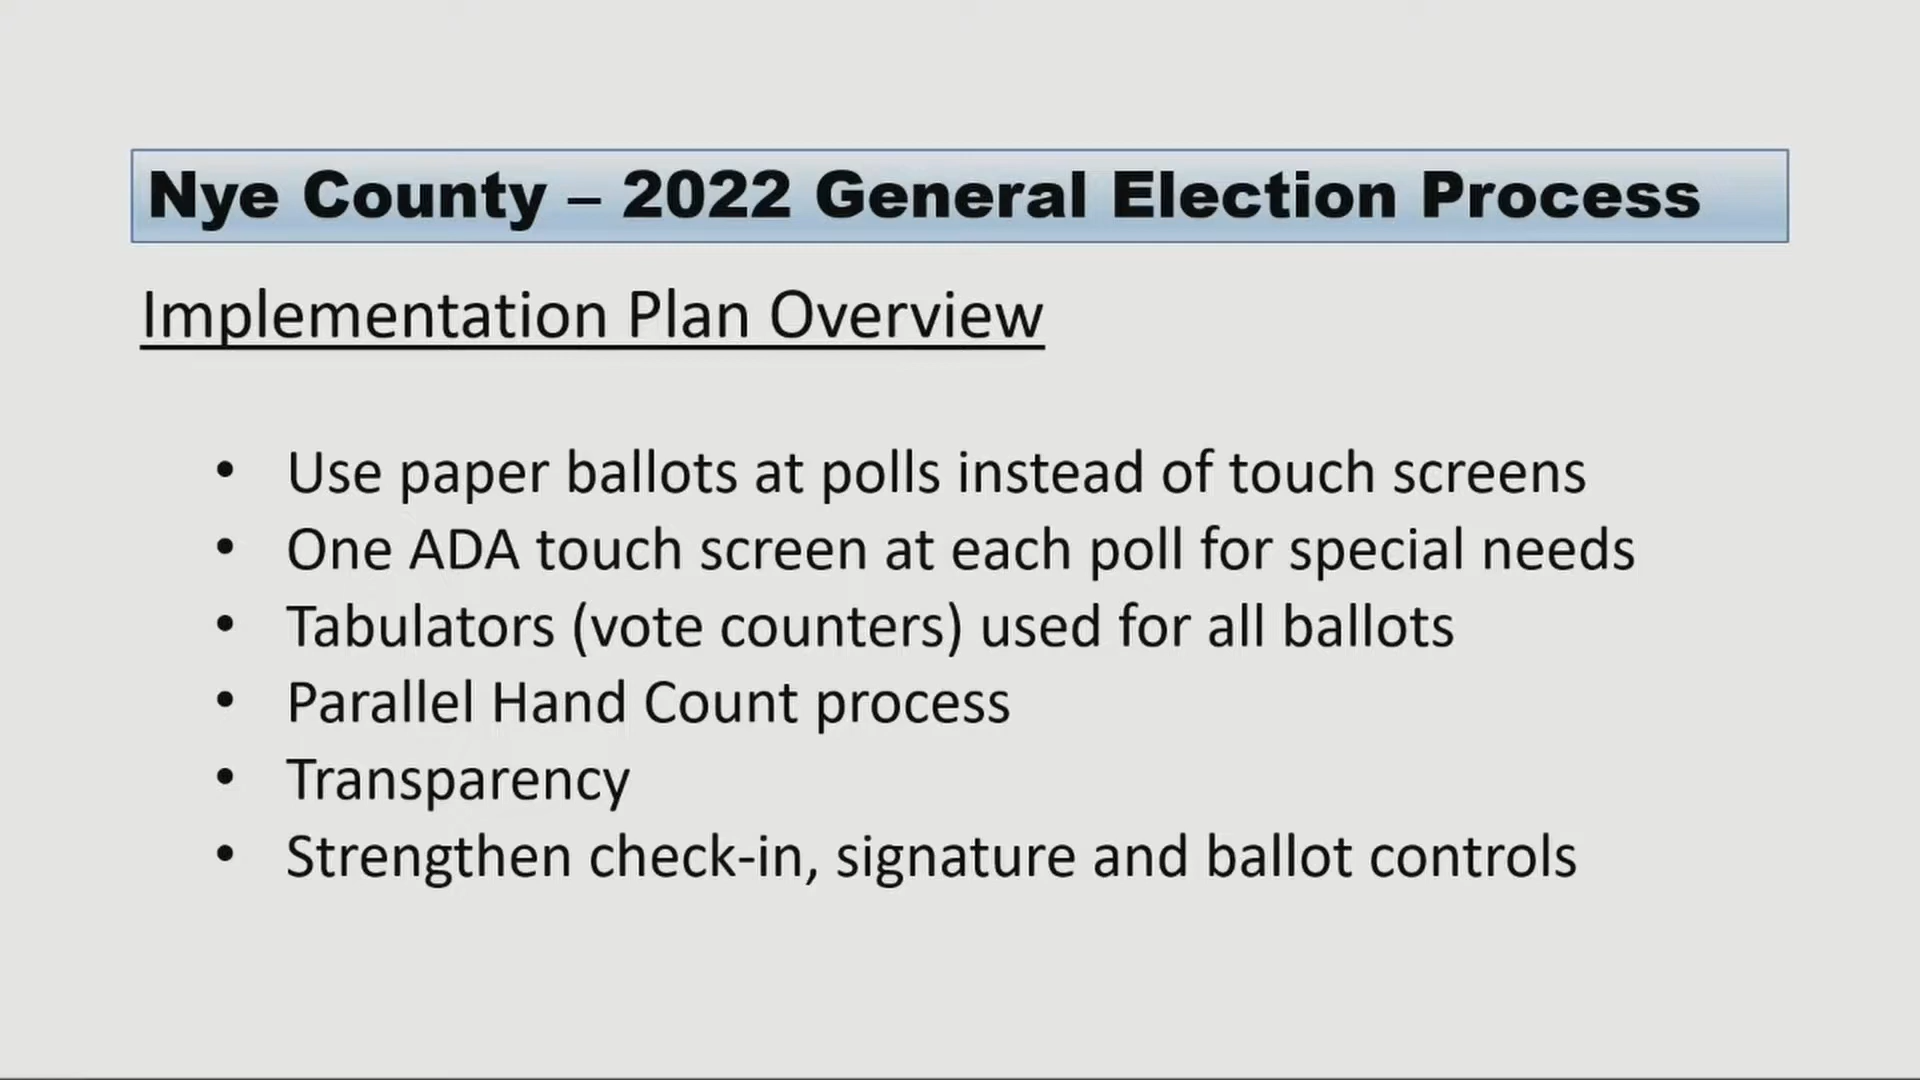 Nye County – 2022 General Election Process
Implementation Plan Overview
• Use paper ballots at polls instead of touch screens
• One ADA touch screen at each poll for special needs
• Tabulators (vote counters) used for all ballots
• Parallel Hand Count process
• Transparency
• Strengthen check-in, signature and ballot controls